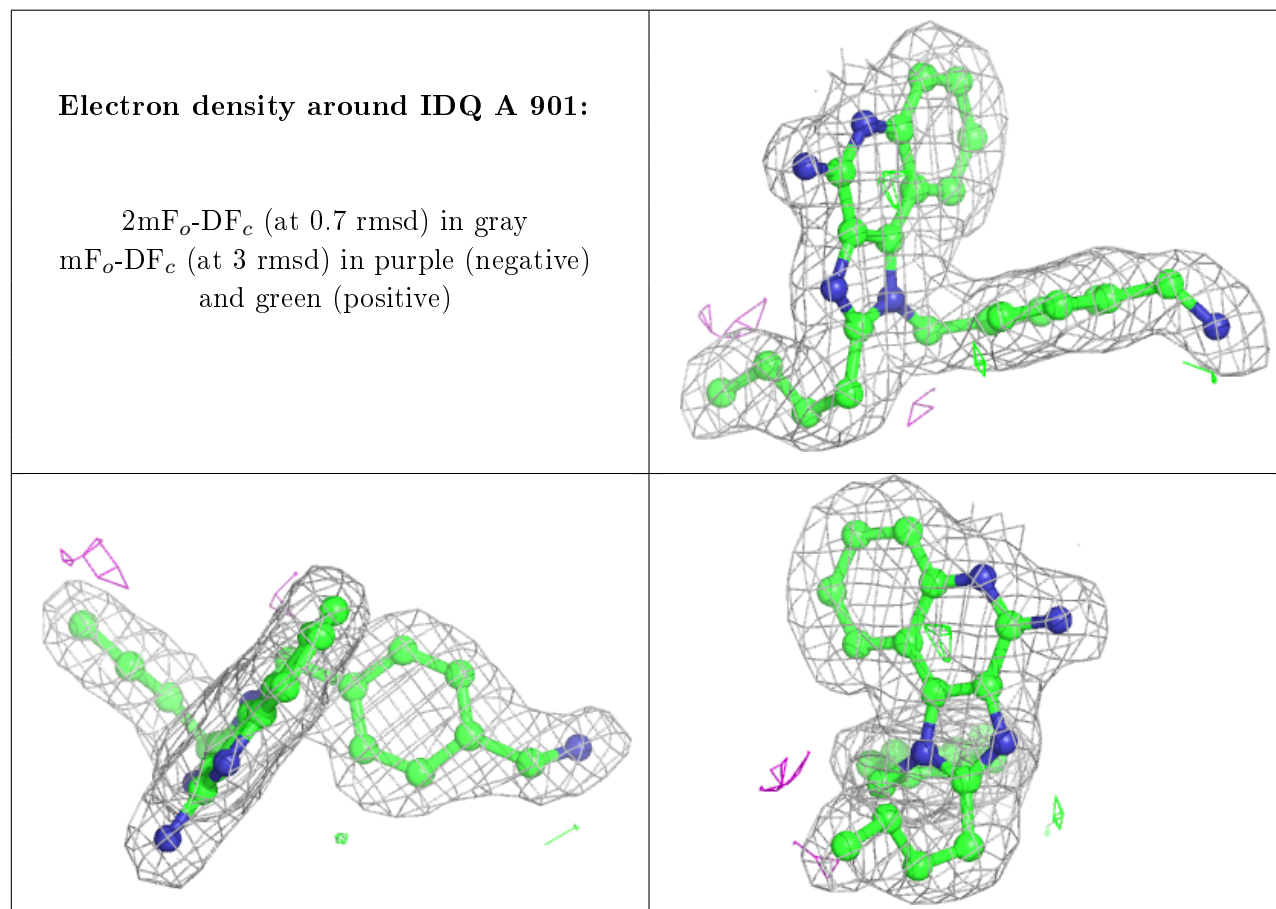 Electron density around IDQ A 901:
2mFo-DFc (at 0.7 rmsd) in gray
mFo-DFc (at 3 rmsd) in purple (negative)
and green (positive)